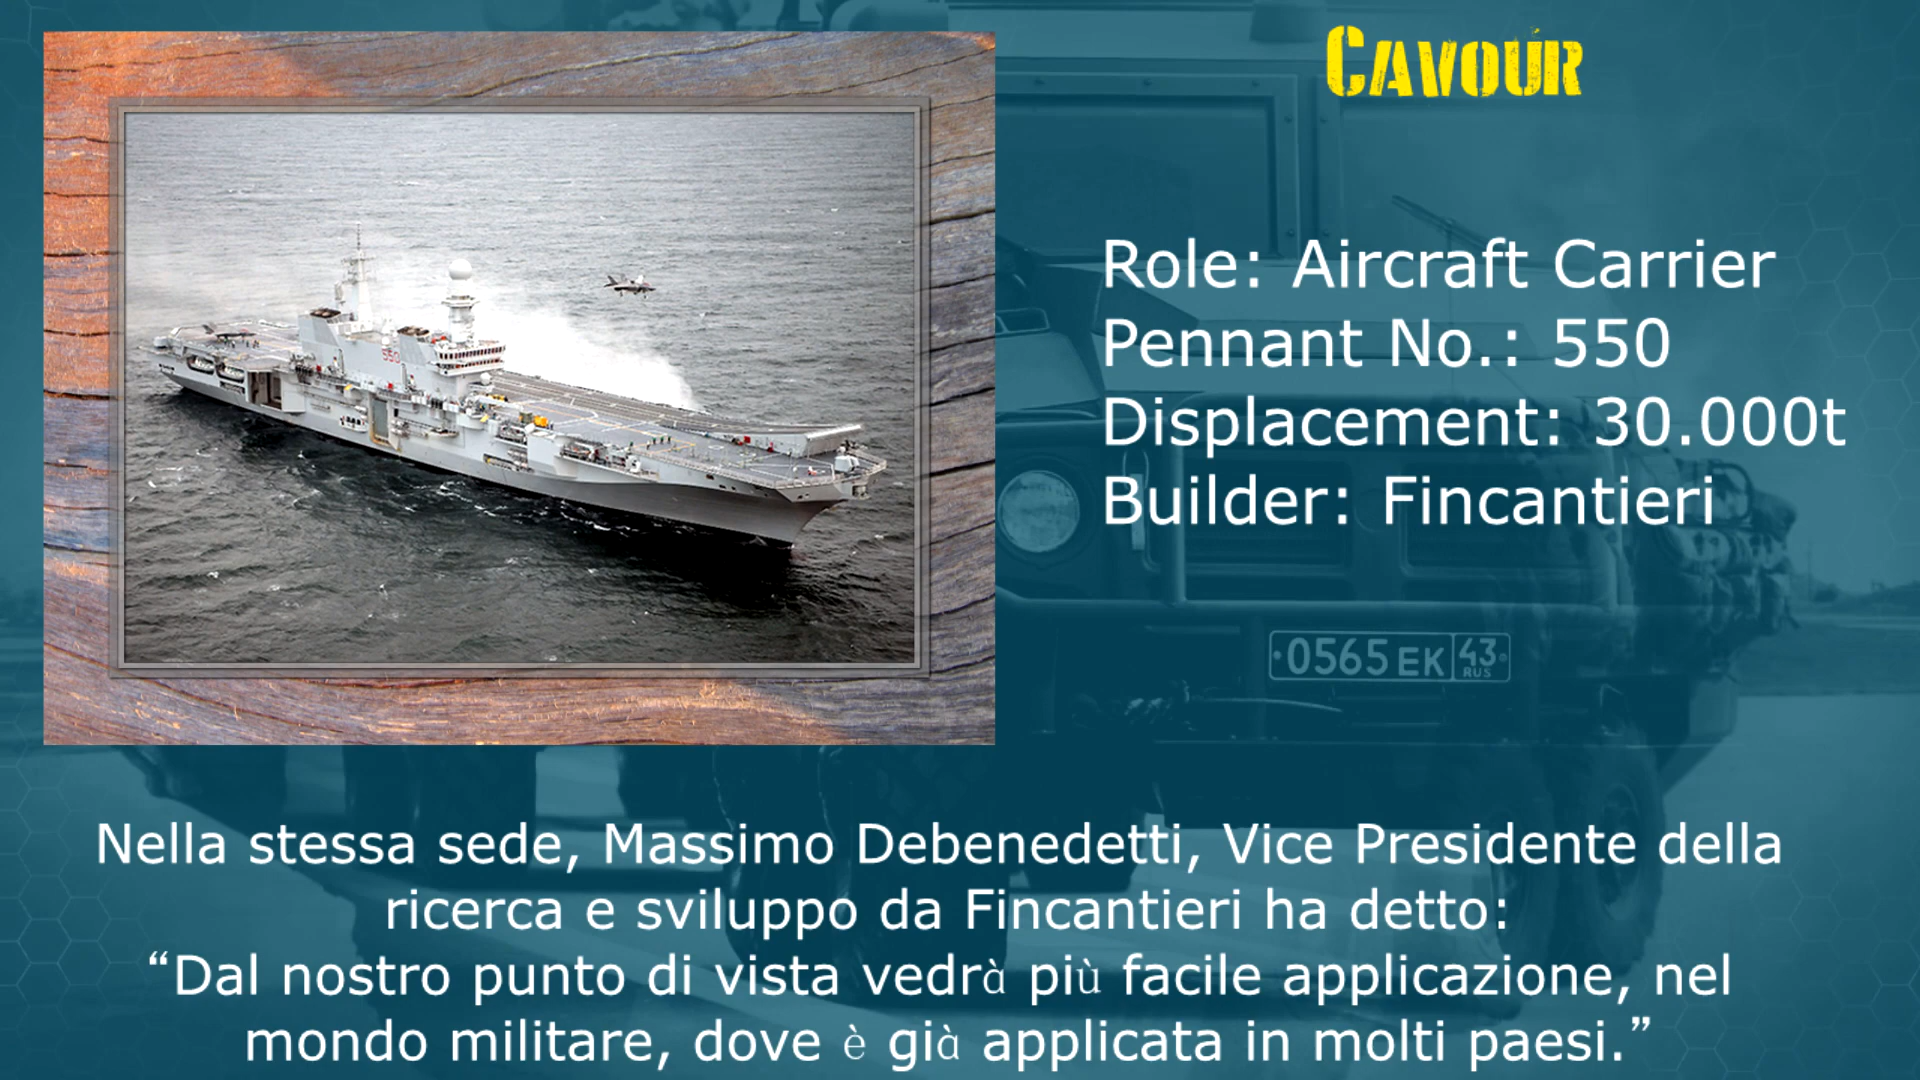 Cavour
Role: Aircraft Carrier
Pennant No.: 550
Displacement: 30.000t
Builder: Fincantieri
550
0565 EK 43 RUS
Nella stessa sede, Massimo Debenedetti, Vice Presidente della
ricerca e sviluppo da Fincantieri ha detto:
“Dal nostro punto di vista vedrà più facile applicazione, nel
mondo militare, dove è già applicata in molti paesi.”